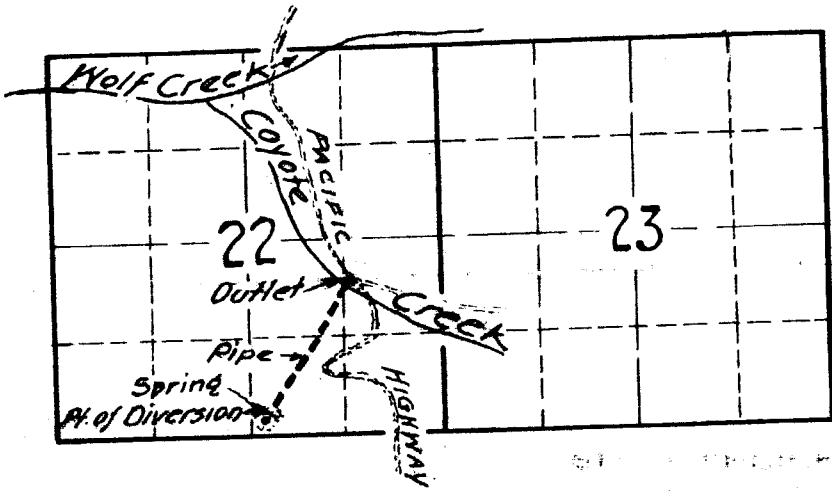 Wolf Creek
Coyote
PACIFIC
22
23
Outlet
Creek
Pipe
Spring
Pt. of Diversion
HIGHWAY